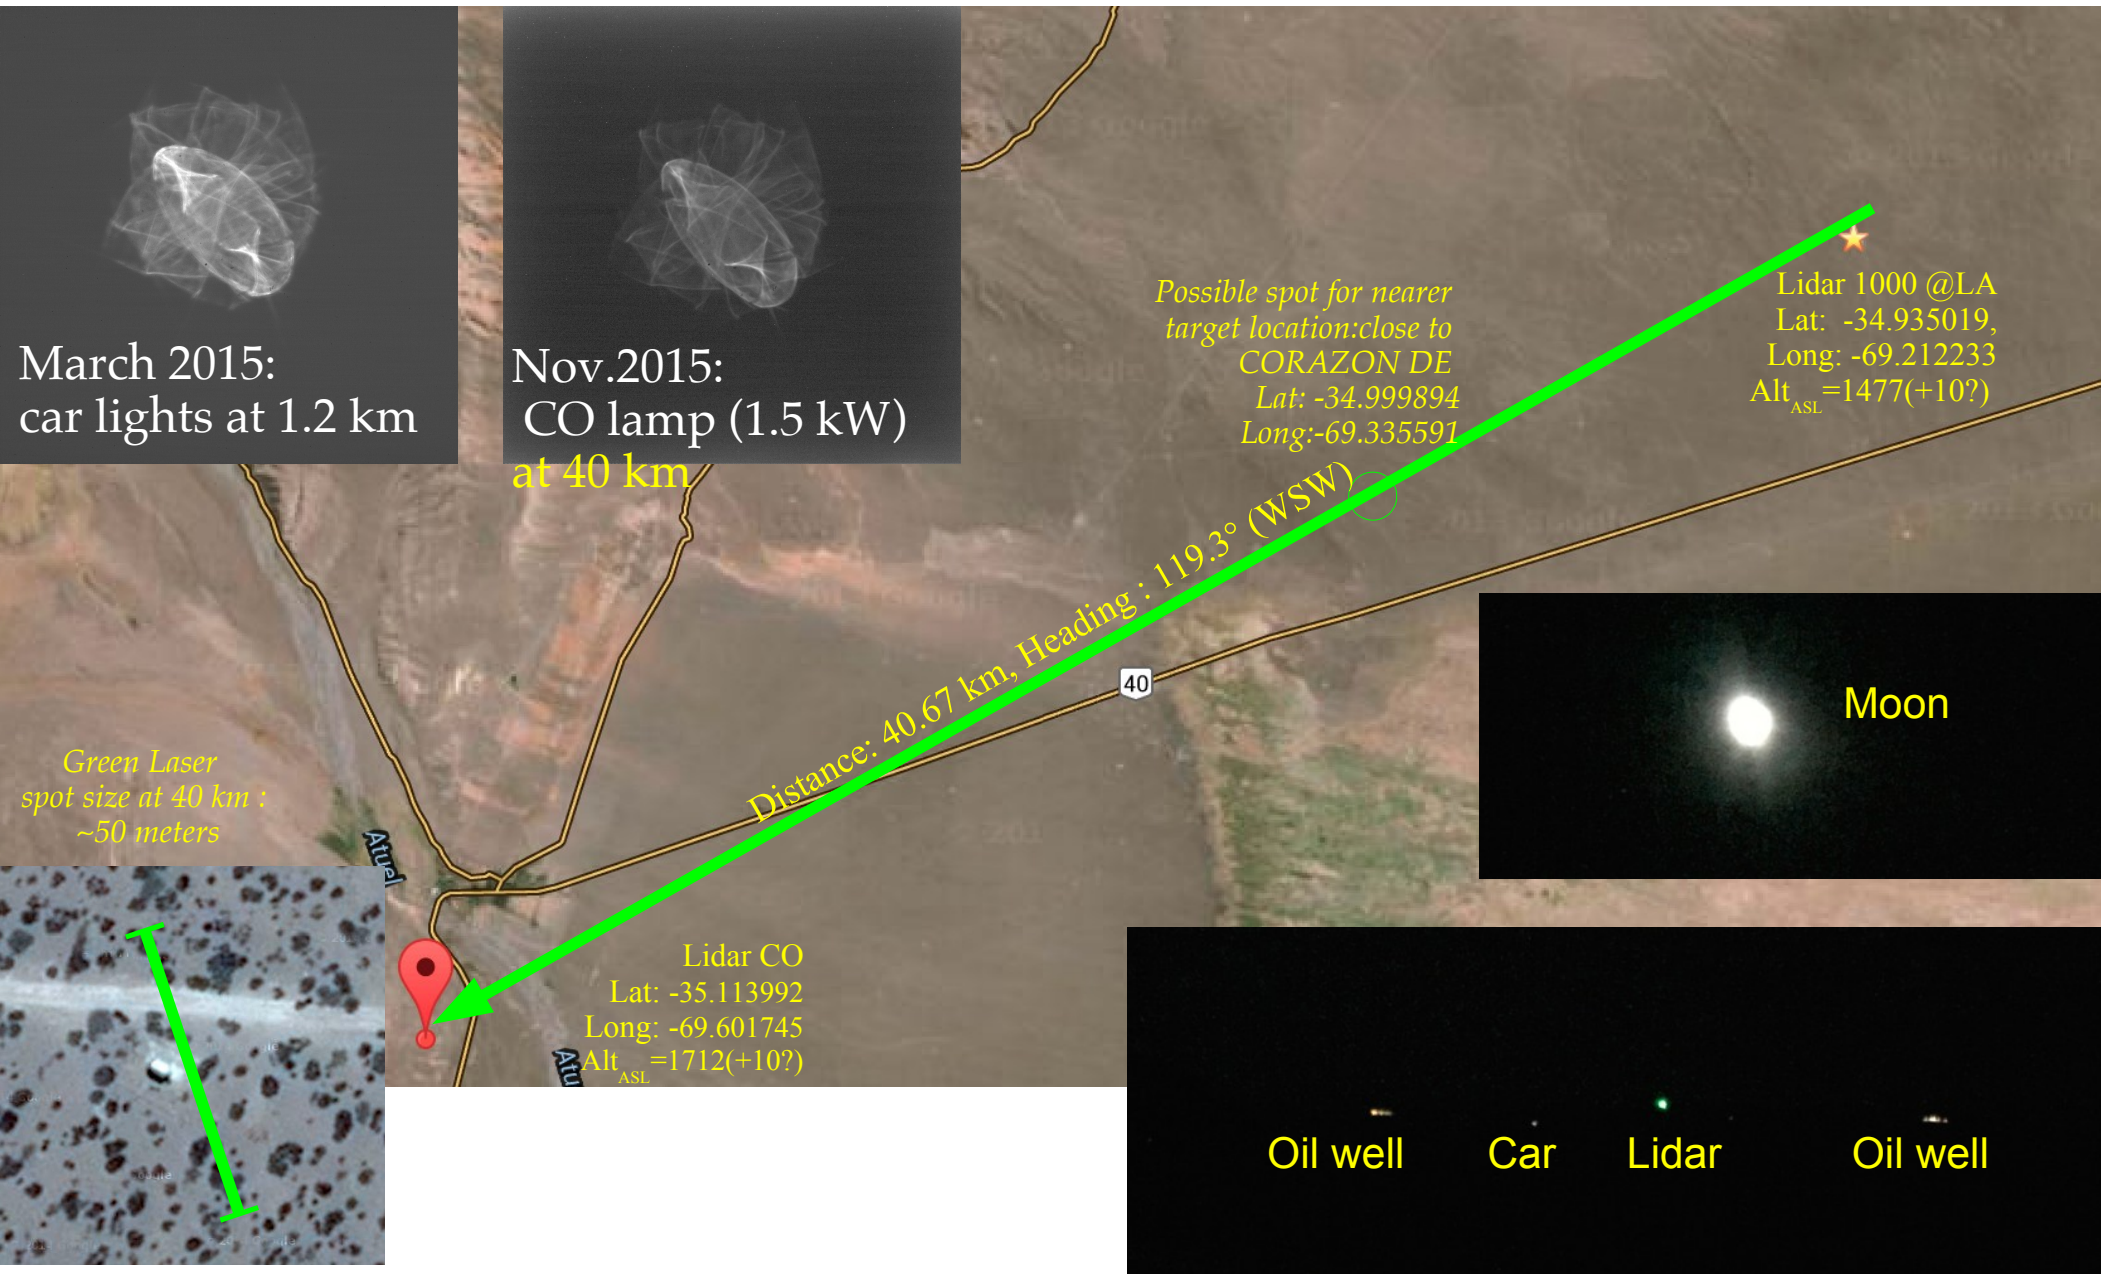 March 2015:
car lights at 1.2 km
Nov.2015:
CO lamp (1.5 kW)
at 40 km
Possible spot for nearer
target location:close to
CORAZON DE
Lat: -34.999894
Long:-69.335591
Lidar 1000 @LA
Lat: -34.935019,
Long: -69.212233
Alt ASL=1477(+10?)
Distance: 40.67 km, Heading : 119.3° (WSW)
40
Moon
Green Laser
spot size at 40 km :
~50 meters
Atuel
Lidar CO
Lat: -35.113992
Long: -69.601745
Alt ASL=1712(+10?)
Atu
Oil well
Car
Lidar
Oil well